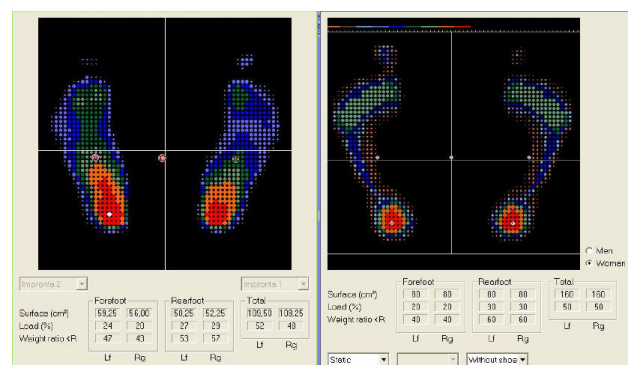 Impronta 2
Impronta 1
Forefoot Rearfoot Total
Surface (cm²) 59,25 56,00 50,25 52,25 109,50 108,25
Load (%) 24 20 27 29 52 48
Weight ratio <R 47 43 53 57
Lf Rg Lf Rg Lf Rg
Men
Women
Forefoot Rearfoot Total
Surface (cm²) 80 80 80 80 160 160
Load (%) 20 20 30 30 50 50
Weight ratio <R 40 40 60 60
Lf Rg Lf Rg Lf Rg
Static
Without shoe